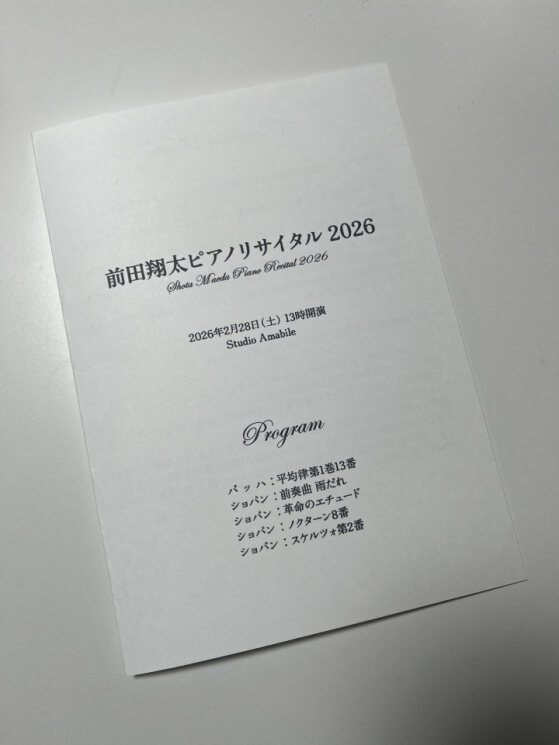 前田翔太ピアノリサイタル 2026
Shota Maeda Piano Recital 2026
2026年2月28日(土) 13時開演
Studio Amabile
Program
バッハ:平均律第1巻13番
ショパン:前奏曲 雨だれ
ショパン:革命のエチュード
ショパン:ノクターン8番
ショパン:スケルツォ第2番